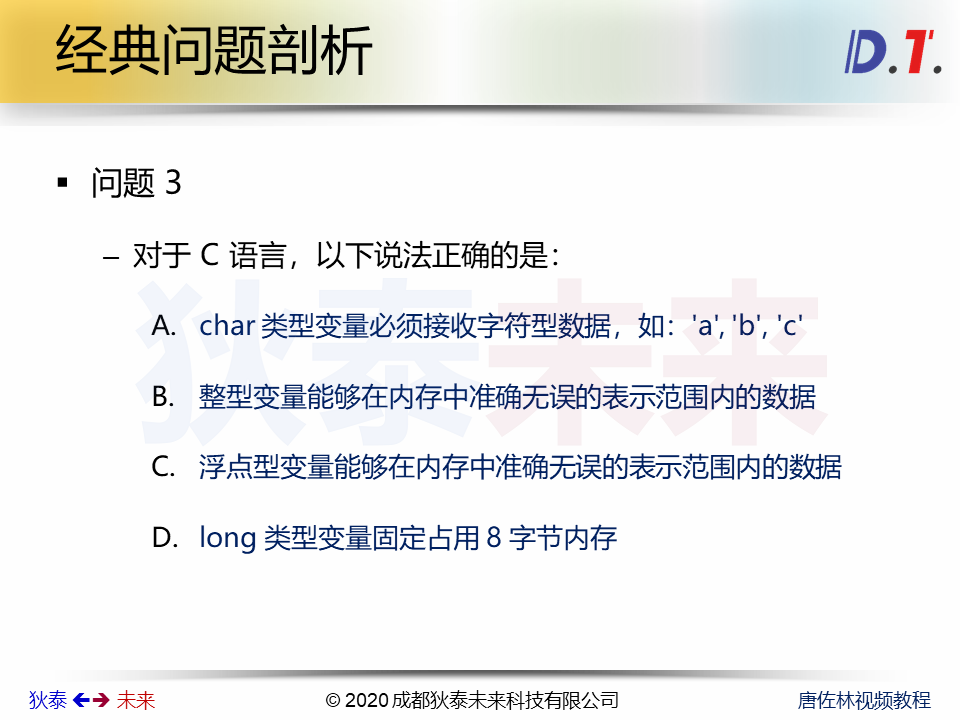 经典问题剖析
D.T.
▪ 问题 3
– 对于 C 语言，以下说法正确的是：
A. char 类型变量必须接收字符型数据，如：'a', 'b', 'c'
B. 整型变量能够在内存中准确无误的表示范围内的数据
C. 浮点型变量能够在内存中准确无误的表示范围内的数据
D. long 类型变量固定占用 8 字节内存
狄泰未来
狄泰 🡸🡺 未来
© 2020 成都狄泰未来科技有限公司
唐佐林视频教程